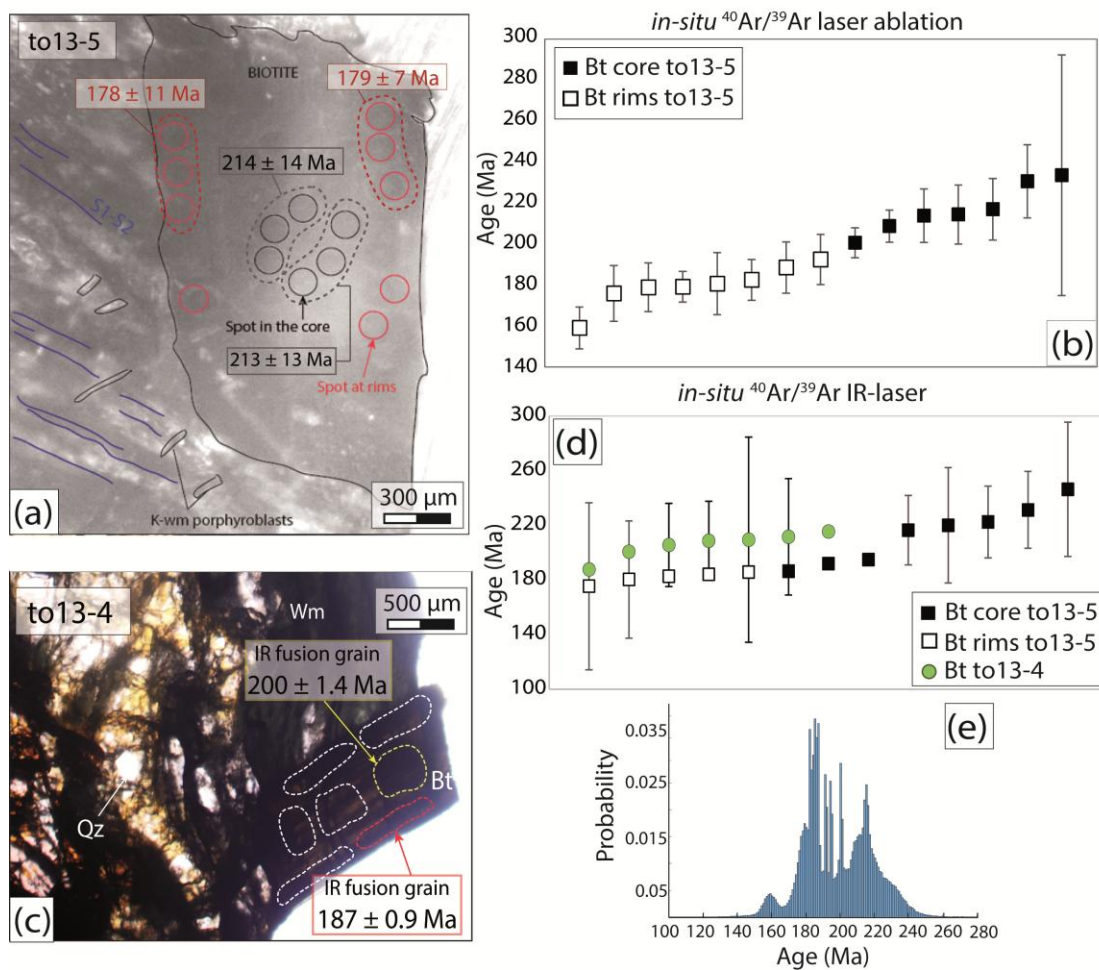 to13-5
BIOTITE
178 ± 11 Ma
179 ± 7 Ma
214 ± 14 Ma
S1-S2
Spot in the core
213 ± 13 Ma
Spot at rims
K-wm porphyroblasts
300 µm
(a)
in-situ ⁴⁰Ar/³⁹Ar laser ablation
Bt core to13-5
Bt rims to13-5
Age (Ma)
300
280
260
240
220
200
180
160
140
(b)
to13-4
Wm
500 µm
IR fusion grain
200 ± 1.4 Ma
Bt
Qz
IR fusion grain
187 ± 0.9 Ma
(c)
in-situ ⁴⁰Ar/³⁹Ar IR-laser
(d)
Age (Ma)
300
260
220
180
140
100
Bt core to13-5
Bt rims to13-5
Bt to13-4
(e)
Probability
0.035
0.025
0.015
0.05
100 140 160 180 200 220 240 260 280
Age (Ma)